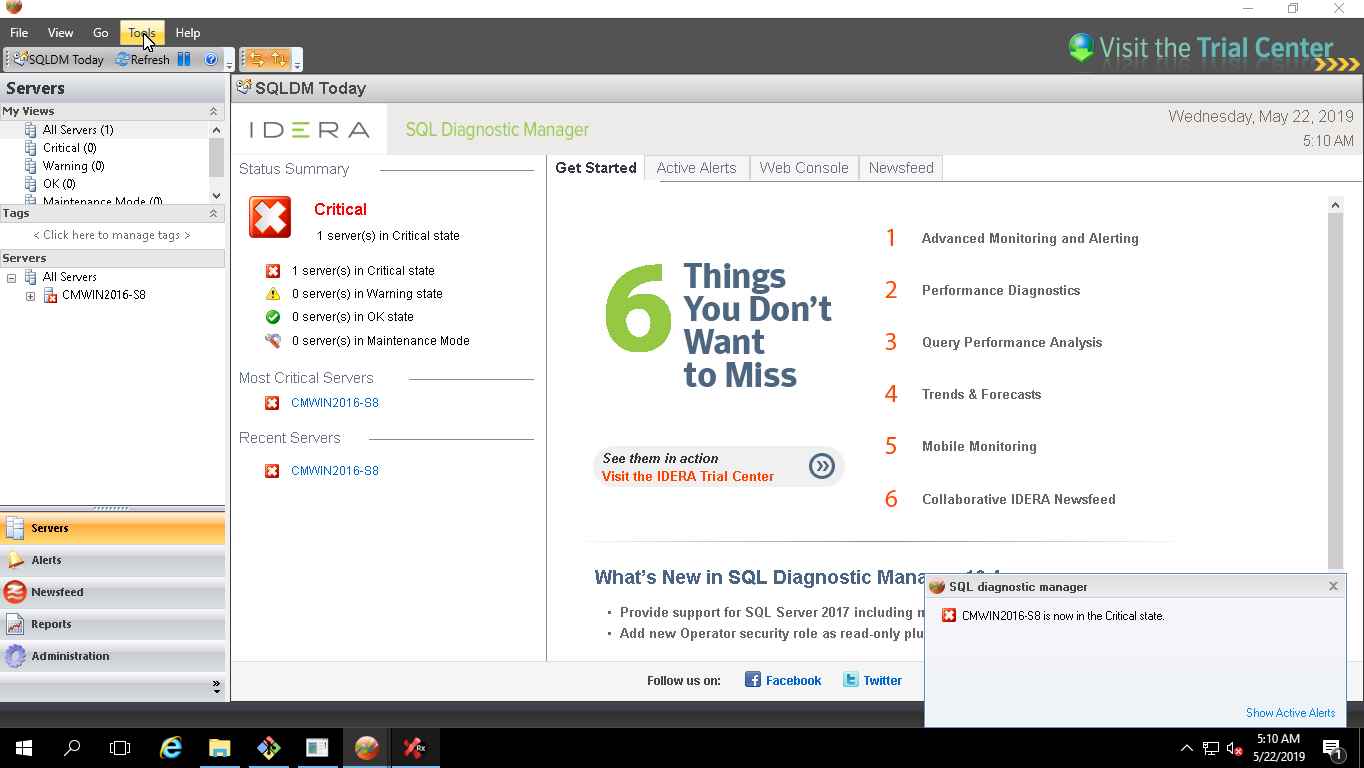 File View Go Tools Help
Visit the Trial Center
SQLDM Today Refresh
Servers
My Views
All Servers (1)
Critical (0)
Warning (0)
OK (0)
Maintenance Mode (0)
Tags
< Click here to manage tags >
Servers
All Servers
CMWIN2016-S8
Servers
Alerts
Newsfeed
Reports
Administration
SQLDM Today
IDERA SQL Diagnostic Manager
Wednesday, May 22, 2019
5:10 AM
Status Summary
Critical
1 server(s) in Critical state
1 server(s) in Critical state
0 server(s) in Warning state
0 server(s) in OK state
0 server(s) in Maintenance Mode
Most Critical Servers
CMWIN2016-S8
Recent Servers
CMWIN2016-S8
Get Started Active Alerts Web Console Newsfeed
6 Things
You Don't
Want
to Miss
See them in action
Visit the IDERA Trial Center
1 Advanced Monitoring and Alerting
2 Performance Diagnostics
3 Query Performance Analysis
4 Trends & Forecasts
5 Mobile Monitoring
6 Collaborative IDERA Newsfeed
What's New in SQL Diagnostic
• Provide support for SQL Server 2017 including
• Add new Operator security role as read-only
Follow us on: Facebook Twitter
SQL diagnostic manager
CMWIN2016-S8 is now in the Critical state.
Show Active Alerts
Rx
5:10 AM
5/22/2019
1